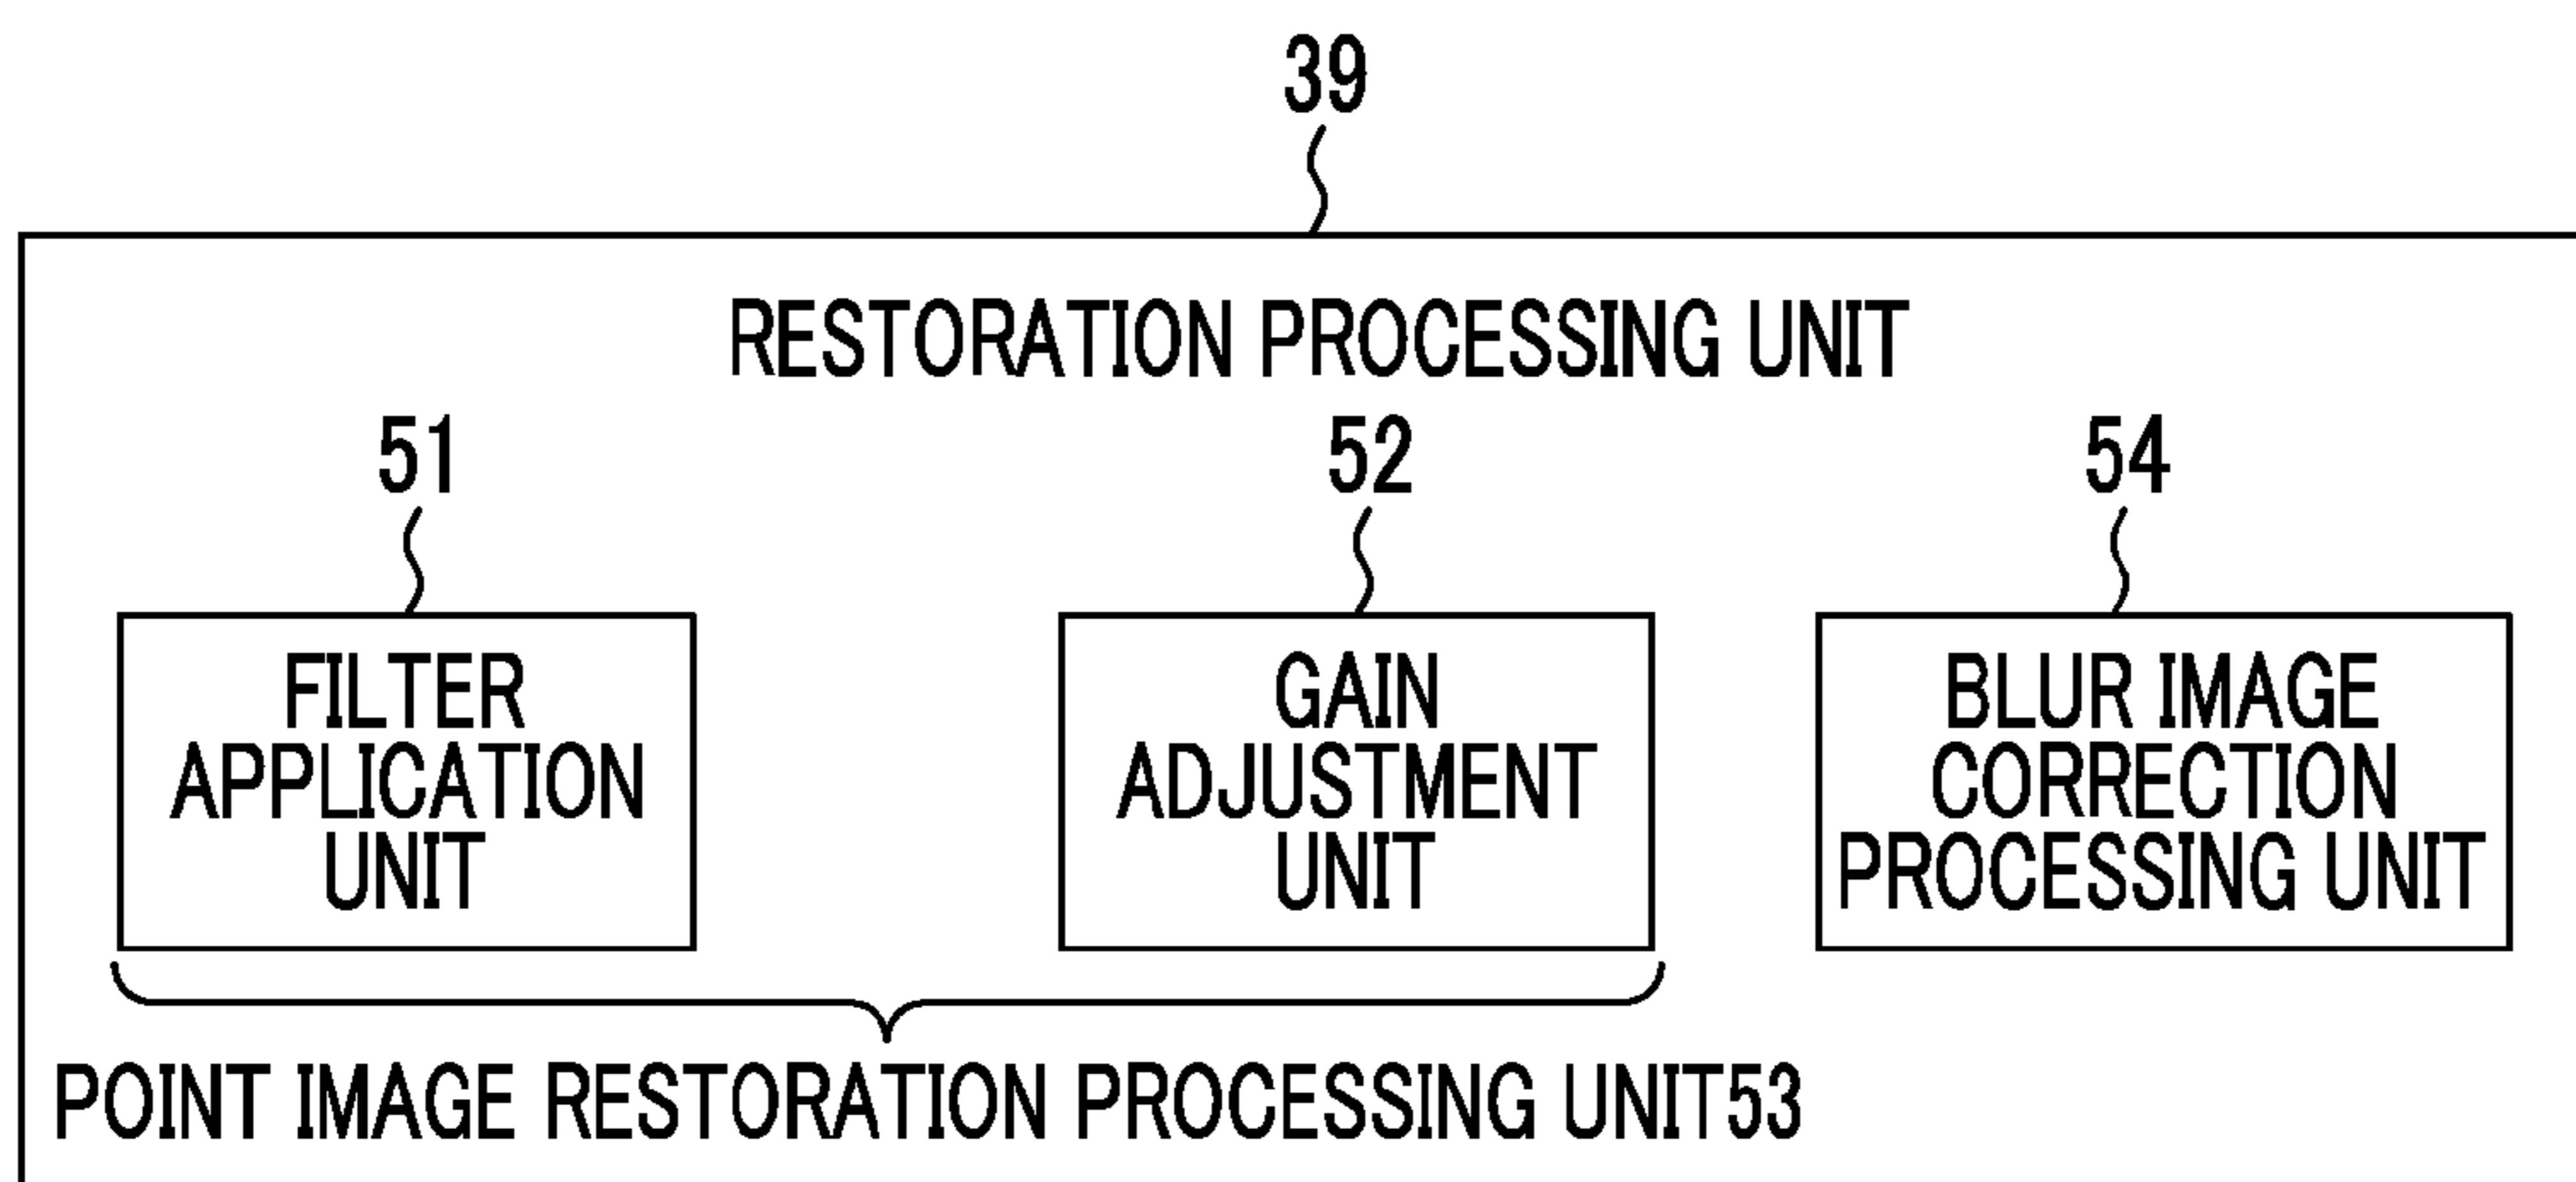 39
RESTORATION PROCESSING UNIT
51
52
54
FILTER
APPLICATION
UNIT
GAIN
ADJUSTMENT
UNIT
BLUR IMAGE
CORRECTION
PROCESSING UNIT
POINT IMAGE RESTORATION PROCESSING UNIT53